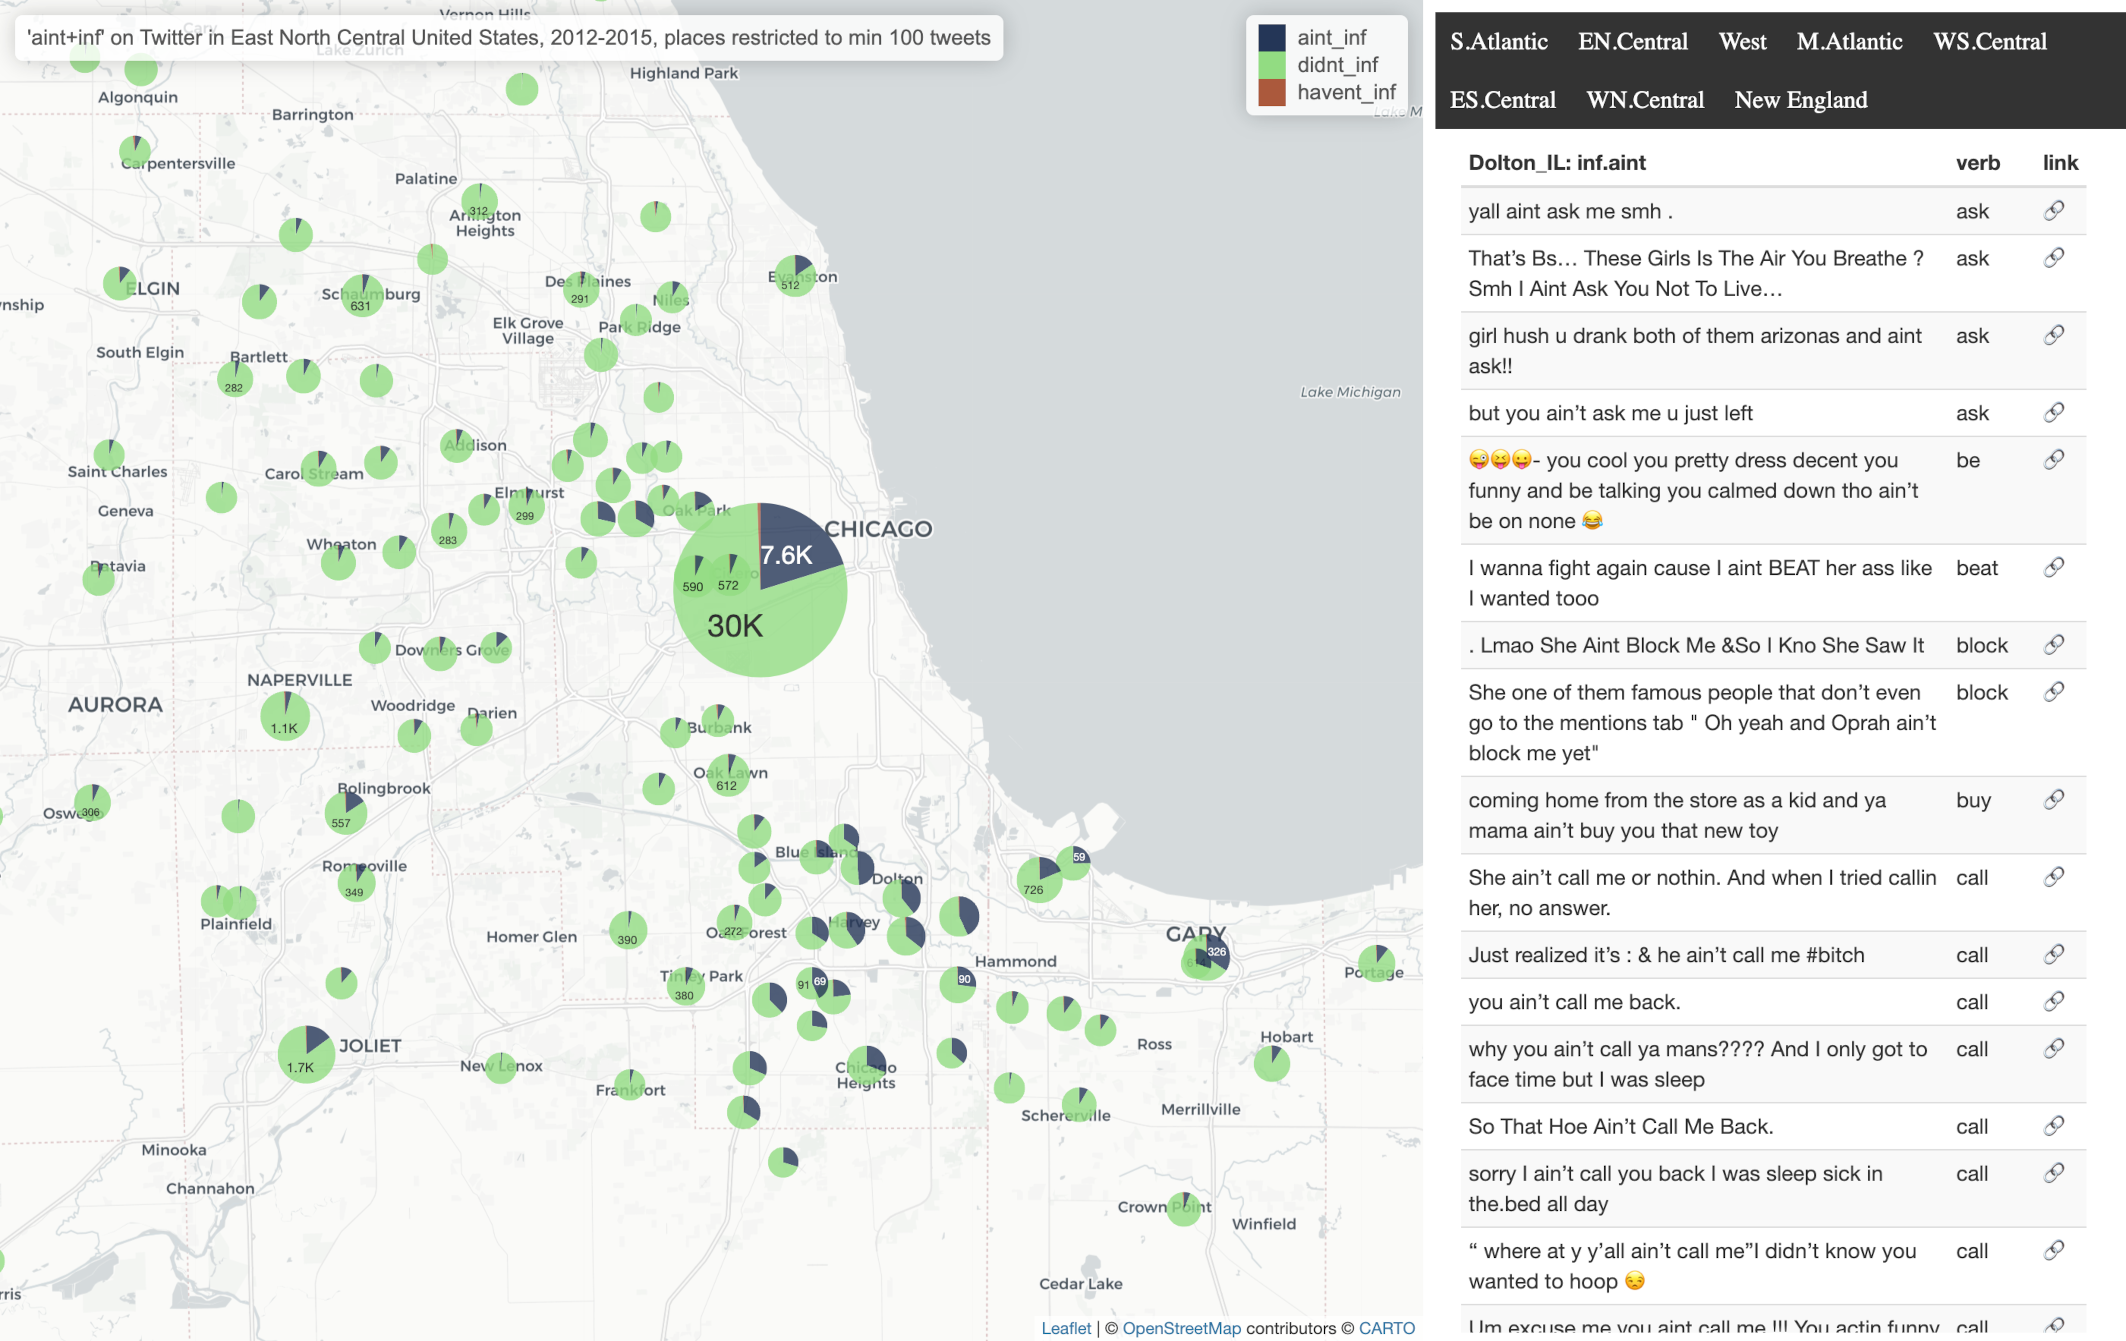 'aint+inf' on Twitter in East North Central United States, 2012-2015, places restricted to min 100 tweets
aint_inf
didnt_inf
havent_inf
Vernon Hills
Cary
Lake Zurich
Highland Park
Algonquin
Barrington
Carpentersville
Palatine
312
Arlington
Heights
ELGIN
Schaumburg
631
Des Plaines
291
Niles
Evanston
512
nship
Elk Grove
Village
Park Ridge
South Elgin
Bartlett
282
Lake Michigan
Lake M
Addison
Saint Charles
Carol Stream
Elmhurst
299
Oak Park
Geneva
283
CHICAGO
7.6K
Wheaton
Batavia
590
572
30K
Downers Grove
NAPERVILLE
AURORA
1.1K
Woodridge
Darien
Burbank
Oak Lawn
612
Bolingbrook
557
Oswego
306
Blue Island
Romeoville
349
Dolton
59
726
Plainfield
Homer Glen
390
Oak Forest
272
Harvey
GARY
326
Hammond
Portage
Tinley Park
380
91
69
90
JOLIET
1.7K
New Lenox
Frankfort
Chicago
Heights
Ross
Hobart
Schererville
Merrillville
Minooka
Channahon
Crown Point
Winfield
Cedar Lake
rris
Leaflet | © OpenStreetMap contributors © CARTO
S.Atlantic EN.Central West M.Atlantic WS.Central
ES.Central WN.Central New England
Dolton_IL: inf.aint verb link
yall aint ask me smh . ask
That’s Bs… These Girls Is The Air You Breathe ? ask
Smh I Aint Ask You Not To Live…
girl hush u drank both of them arizonas and aint ask
ask!!
but you ain’t ask me u just left ask
😜😝😛- you cool you pretty dress decent you be
funny and be talking you calmed down tho ain’t
be on none 😂
I wanna fight again cause I aint BEAT her ass like beat
I wanted tooo
. Lmao She Aint Block Me &So I Kno She Saw It block
She one of them famous people that don’t even block
go to the mentions tab " Oh yeah and Oprah ain’t
block me yet"
coming home from the store as a kid and ya buy
mama ain’t buy you that new toy
She ain’t call me or nothin. And when I tried callin call
her, no answer.
Just realized it’s : & he ain’t call me #bitch call
you ain’t call me back. call
why you ain’t call ya mans???? And I only got to call
face time but I was sleep
So That Hoe Ain’t Call Me Back. call
sorry I ain’t call you back I was sleep sick in call
the.bed all day
“ where at y y’all ain’t call me”I didn’t know you call
wanted to hoop 😒
Um excuse me you aint call me !!! You actin funny call